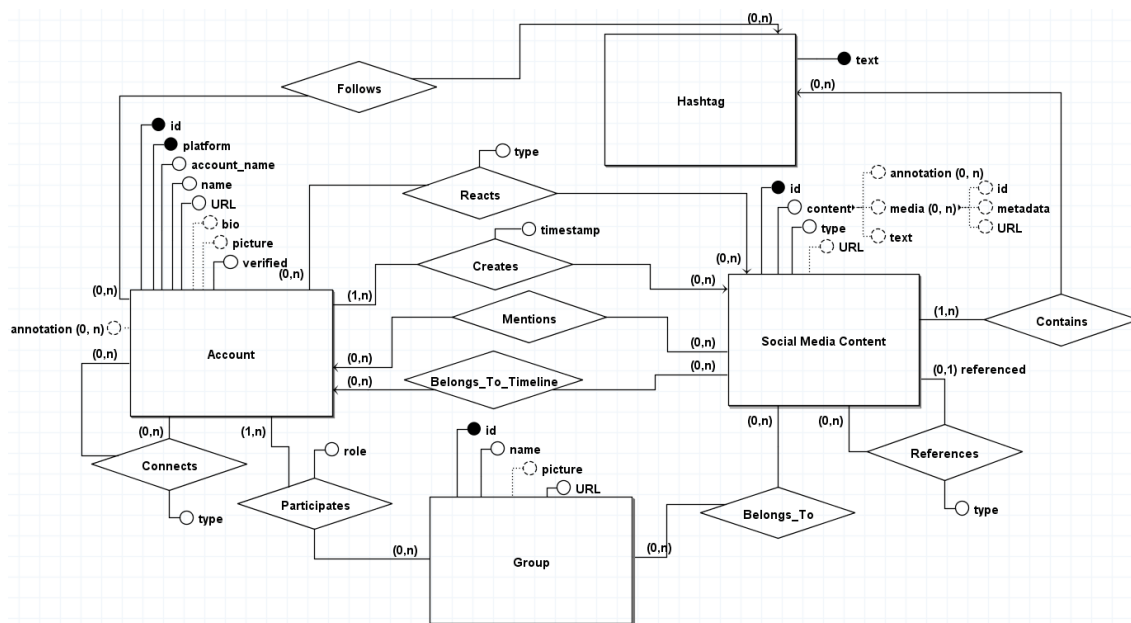 (0,n)
Follows
(0,n)
text
Hashtag
(0,n)
id
platform
account_name
name
URL
bio
picture
verified
(0,n)
annotation (0, n)
(0,n)
Account
type
Reacts
(0,n)
(0,n)
timestamp
Creates
(1,n)
(0,n)
Mentions
(0,n)
(0,n)
Belongs_To_Timeline
(0,n)
(0,n)
id
content
annotation (0, n)
media (0, n)
text
id
metadata
URL
type
URL
Social Media Content
(1,n)
Contains
(0,1) referenced
(0,n)
References
type
(0,n)
Belongs_To
(0,n)
(0,n)
Connects
type
(1,n)
role
Participates
(0,n)
id
name
picture
URL
Group